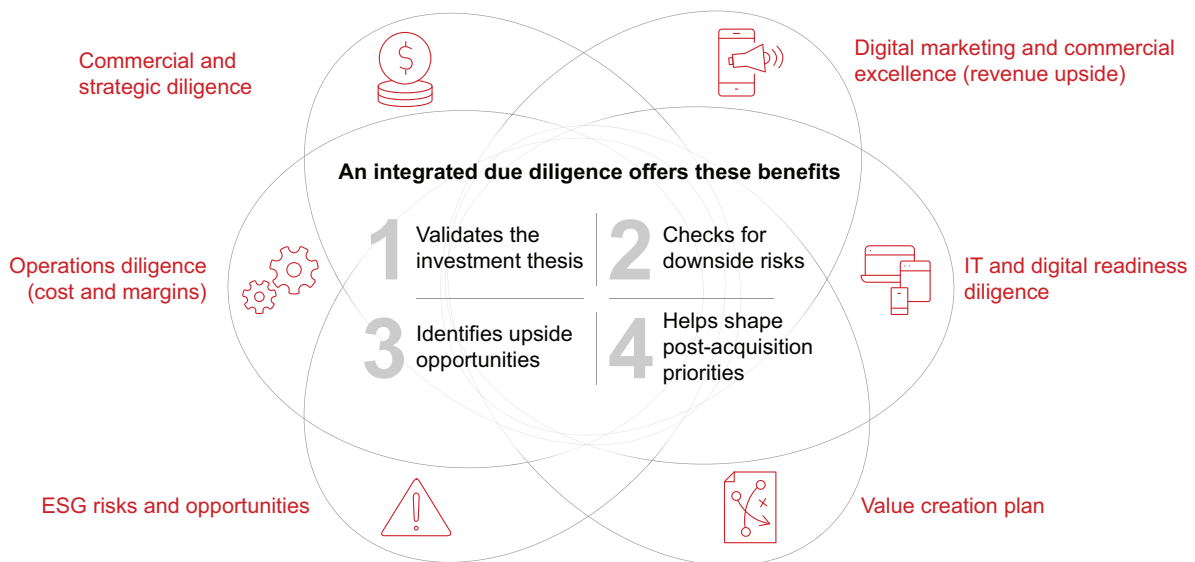 Commercial and
strategic diligence
$
Digital marketing and commercial
excellence (revenue upside)
An integrated due diligence offers these benefits
1
Validates the
investment thesis
2
Checks for
downside risks
Operations diligence
(cost and margins)
IT and digital readiness
diligence
3
Identifies upside
opportunities
4
Helps shape
post-acquisition
priorities
ESG risks and opportunities
!
x
Value creation plan